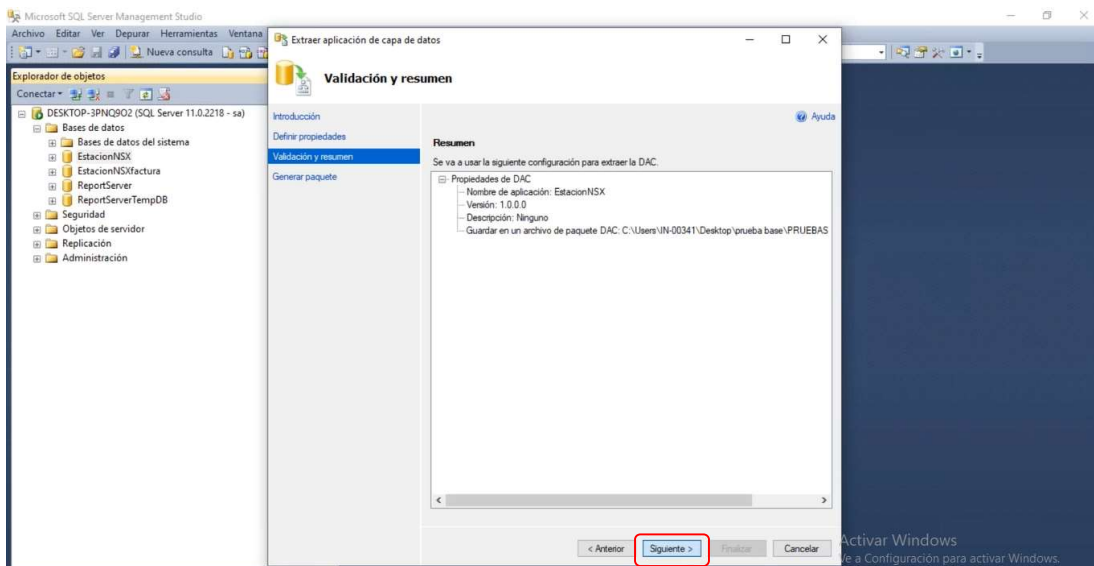 Microsoft SQL Server Management Studio
Archivo Editar Ver Depurar Herramientas Ventana
Nueva consulta
Explorador de objetos
Conectar
DESKTOP-3PNQ9O2 (SQL Server 11.0.2218 - sa)
Bases de datos
Bases de datos del sistema
EstacionNSX
EstacionNSXfactura
ReportServer
ReportServerTempDB
Seguridad
Objetos de servidor
Replicación
Administración
Extraer aplicación de capa de datos
Validación y resumen
Introducción
Definir propiedades
Validación y resumen
Generar paquete
Ayuda
Resumen
Se va a usar la siguiente configuración para extraer la DAC.
Propiedades de DAC
Nombre de aplicación: EstacionNSX
Versión: 1.0.0.0
Descripción: Ninguno
Guardar en un archivo de paquete DAC: C:\Users\IN-00341\Desktop\prueba base\PRUEBAS
< Anterior
Siguiente >
Finalizar
Cancelar
Activar Windows
Ve a Configuración para activar Windows.